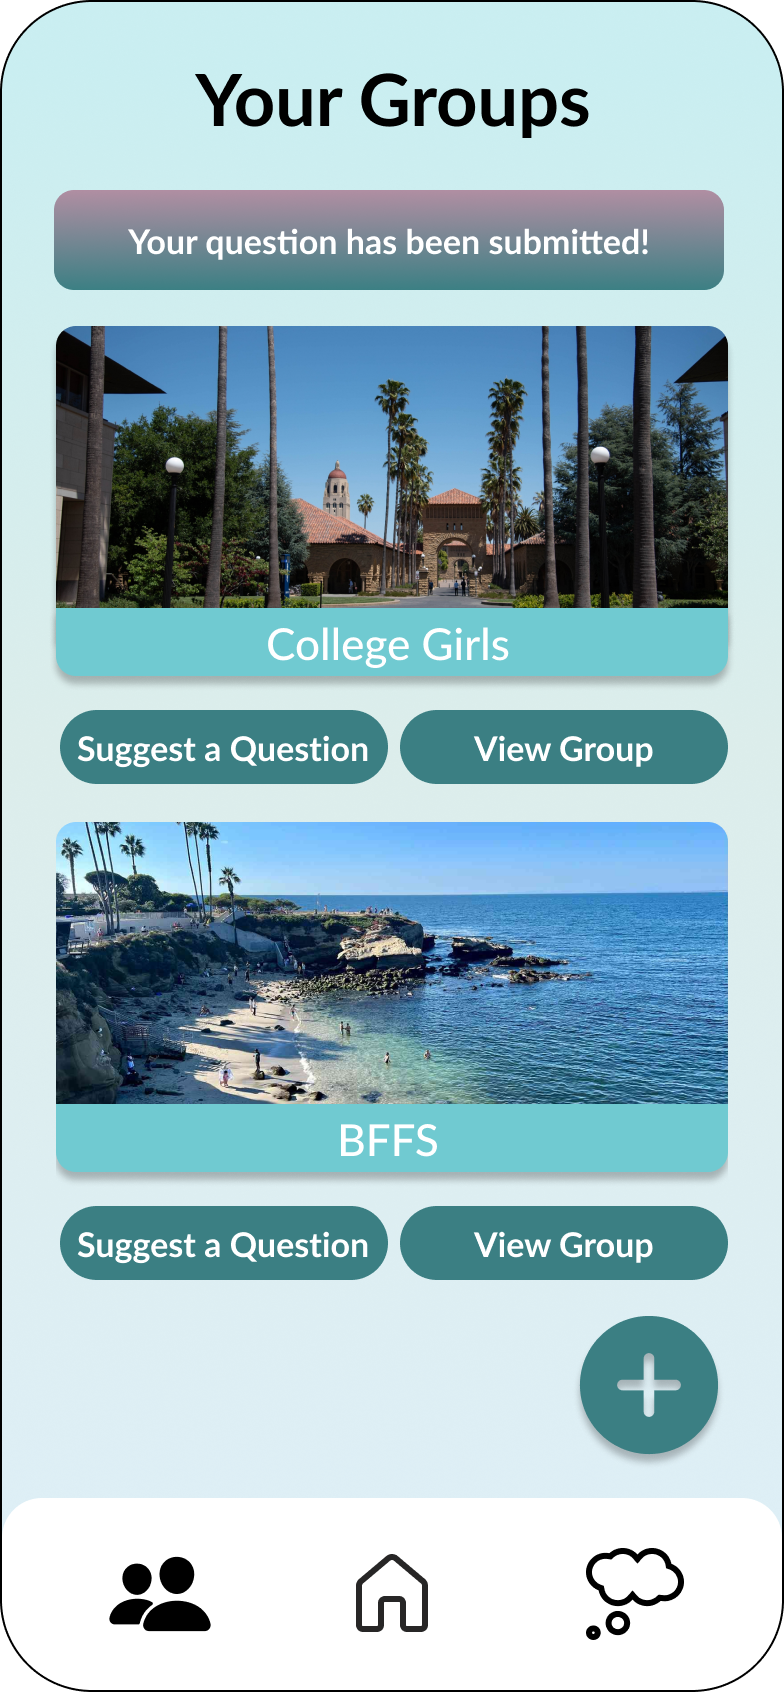 Your Groups
Your question has been submitted!
College Girls
Suggest a Question
View Group
BFFS
Suggest a Question
View Group